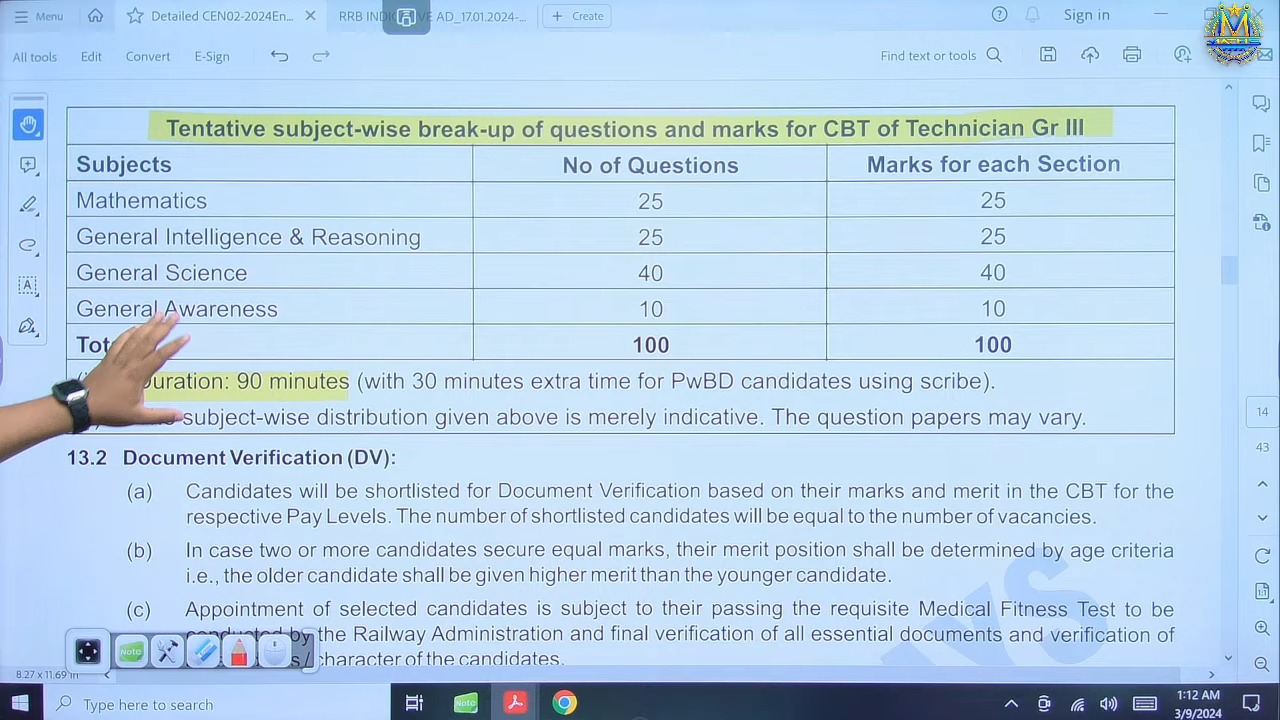 Menu
Detailed CEN02-2024En...
RRB INDIC VE AD_17.01.2024-...
Create
Sign in
All tools
Edit
Convert
E-Sign
Find text or tools
Tentative subject-wise break-up of questions and marks for CBT of Technician Gr III
Subjects No of Questions Marks for each Section
Mathematics 25 25
General Intelligence & Reasoning 25 25
General Science 40 40
General Awareness 10 10
Tot 100 100
Duration: 90 minutes (with 30 minutes extra time for PwBD candidates using scribe).
subject-wise distribution given above is merely indicative. The question papers may vary.
13.2 Document Verification (DV):
(a) Candidates will be shortlisted for Document Verification based on their marks and merit in the CBT for the
respective Pay Levels. The number of shortlisted candidates will be equal to the number of vacancies.
(b) In case two or more candidates secure equal marks, their merit position shall be determined by age criteria
i.e., the older candidate shall be given higher merit than the younger candidate.
(c) Appointment of selected candidates is subject to their passing the requisite Medical Fitness Test to be
conducted by the Railway Administration and final verification of all essential documents and verification of
/ character of the candidates.
14
43
Note
8.27 x 11.69 in
Type here to search
Note
1:12 AM
3/9/2024